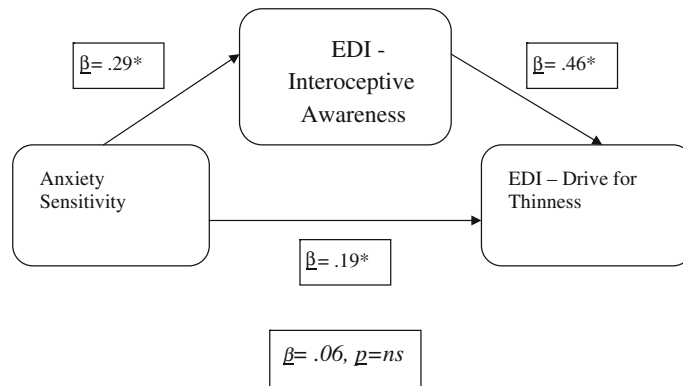 β= .29*
EDI -
Interoceptive
Awareness
β= .46*
Anxiety
Sensitivity
EDI – Drive for
Thinness
β= .19*
β= .06, p=ns